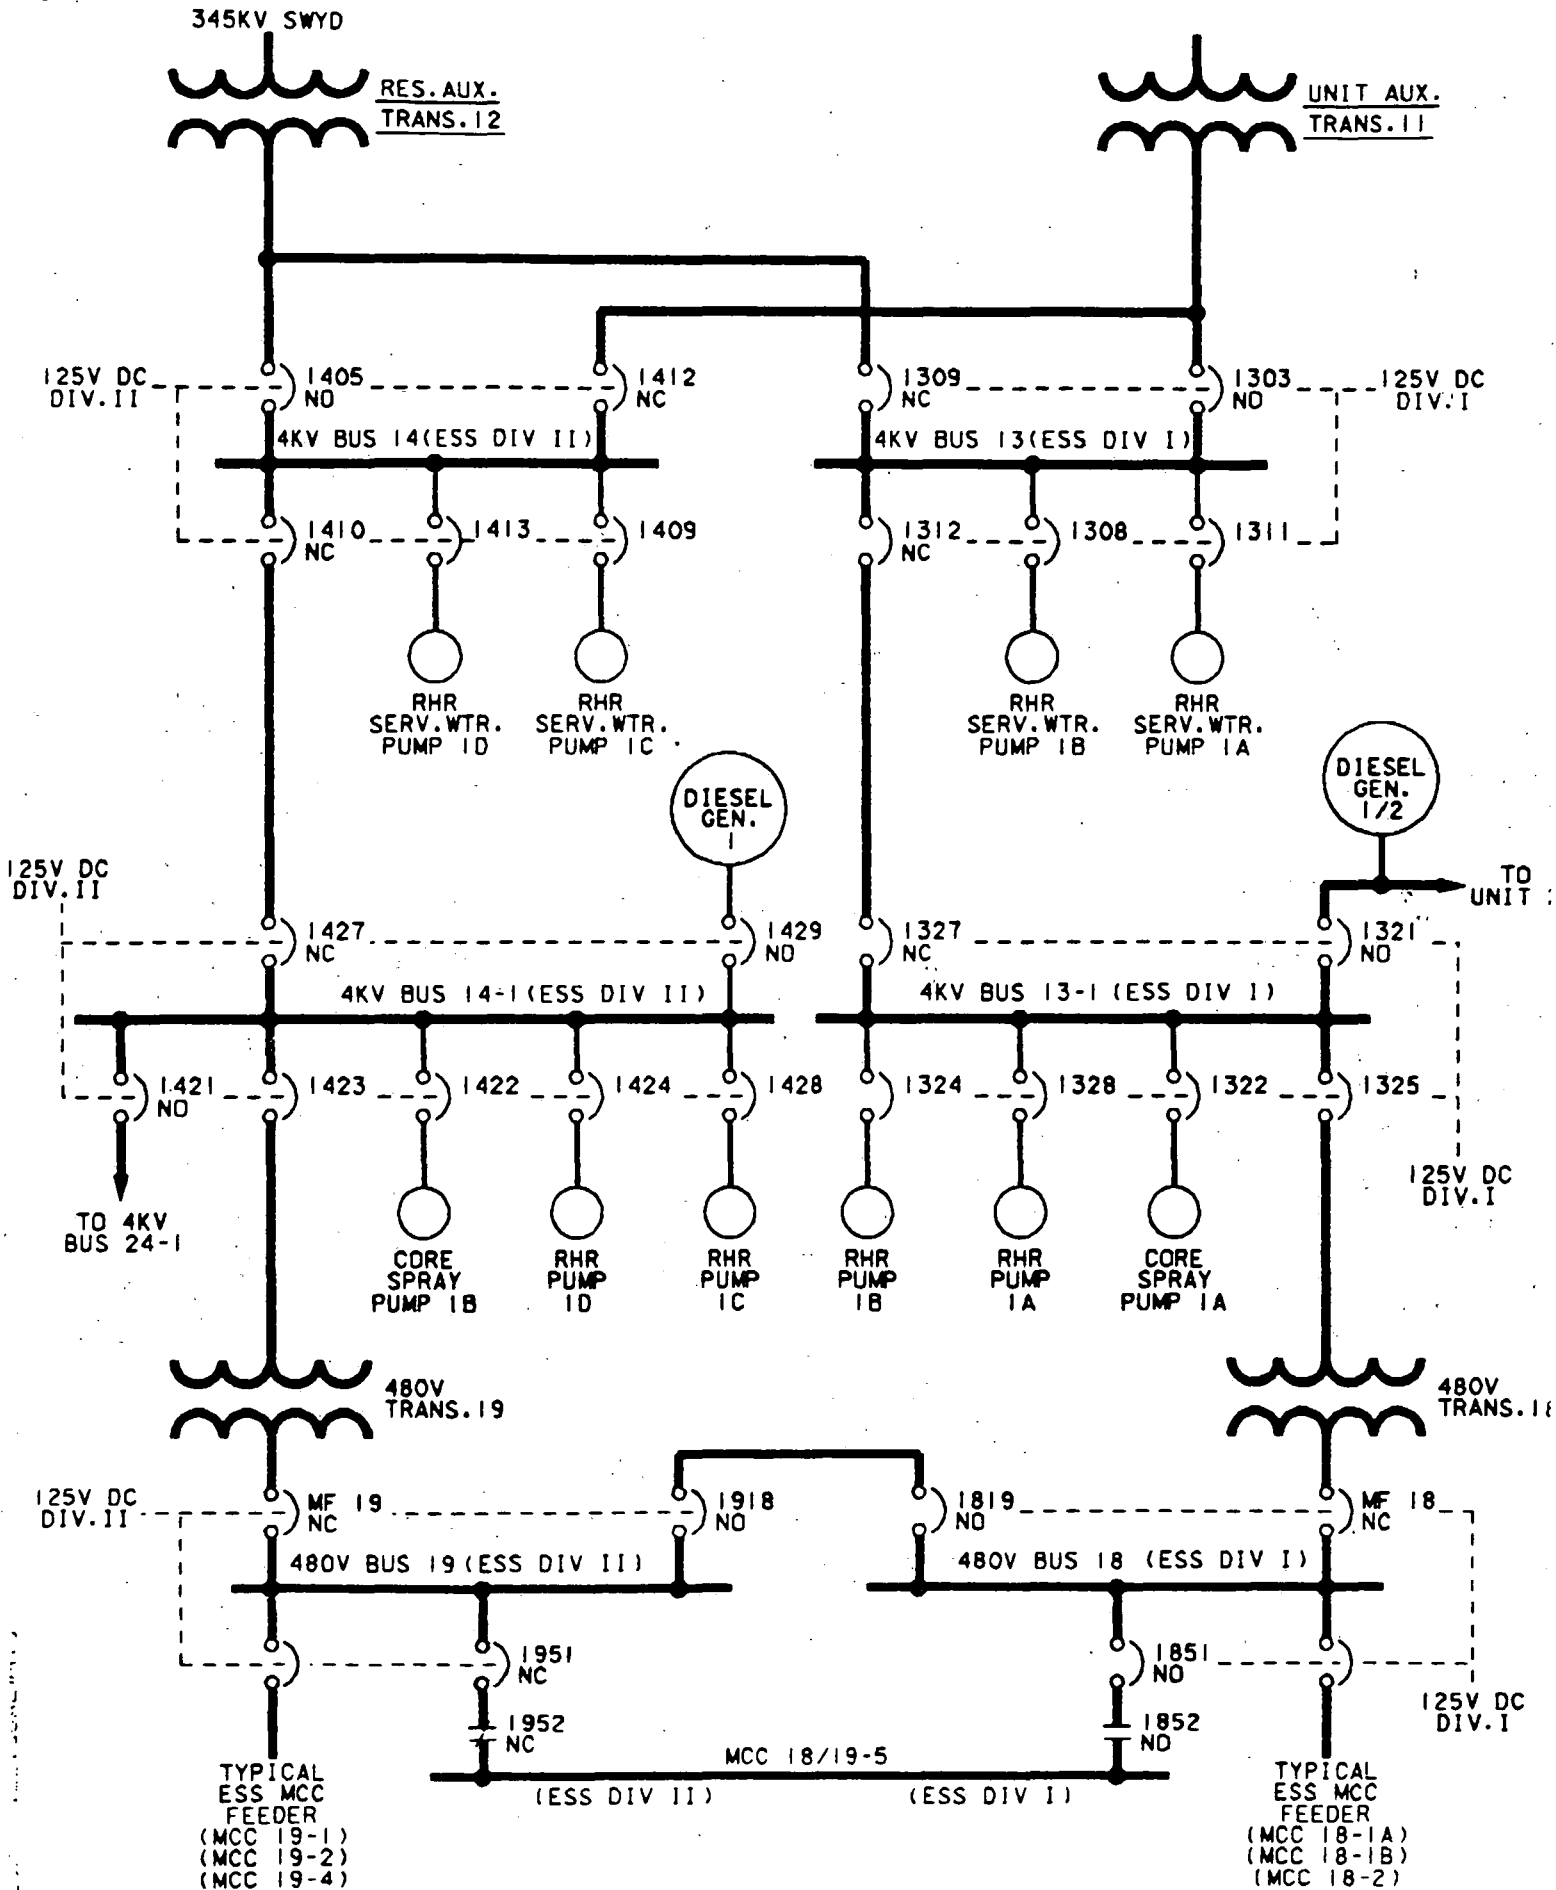 345KV SWYD
RES. AUX.
TRANS. 12
UNIT AUX.
TRANS. 11
125V DC
DIV. II
1405
NO
1412
NC
1309
NC
1303
NO
125V DC
DIV. I
4KV BUS 14 (ESS DIV II)
4KV BUS 13 (ESS DIV I)
1410
NC
1413
1409
1312
NC
1308
1311
RHR
SERV. WTR.
PUMP 1D
RHR
SERV. WTR.
PUMP 1C
RHR
SERV. WTR.
PUMP 1B
RHR
SERV. WTR.
PUMP 1A
DIESEL
GEN.
1
DIESEL
GEN.
1/2
TO
UNIT
125V DC
DIV. II
1427
NC
1429
NO
1327
NC
1321
NO
4KV BUS 14-1 (ESS DIV II)
4KV BUS 13-1 (ESS DIV I)
1421
NO
1423
1422
1424
1428
1324
1328
1322
1325
125V DC
DIV. I
TO 4KV
BUS 24-1
CORE
SPRAY
PUMP 1B
RHR
PUMP
1D
RHR
PUMP
1C
RHR
PUMP
1B
RHR
PUMP
1A
CORE
SPRAY
PUMP 1A
480V
TRANS. 19
480V
TRANS. 18
125V DC
DIV. II
MF 19
NC
1918
NO
1819
NO
MF 18
NC
480V BUS 19 (ESS DIV II)
480V BUS 18 (ESS DIV I)
1951
NC
1851
NO
1952
NC
1852
NO
125V DC
DIV. I
MCC 18/19-5
(ESS DIV II)
(ESS DIV I)
TYPICAL
ESS MCC
FEEDER
(MCC 19-1)
(MCC 19-2)
(MCC 19-4)
TYPICAL
ESS MCC
FEEDER
(MCC 18-1A)
(MCC 18-1B)
(MCC 18-2)